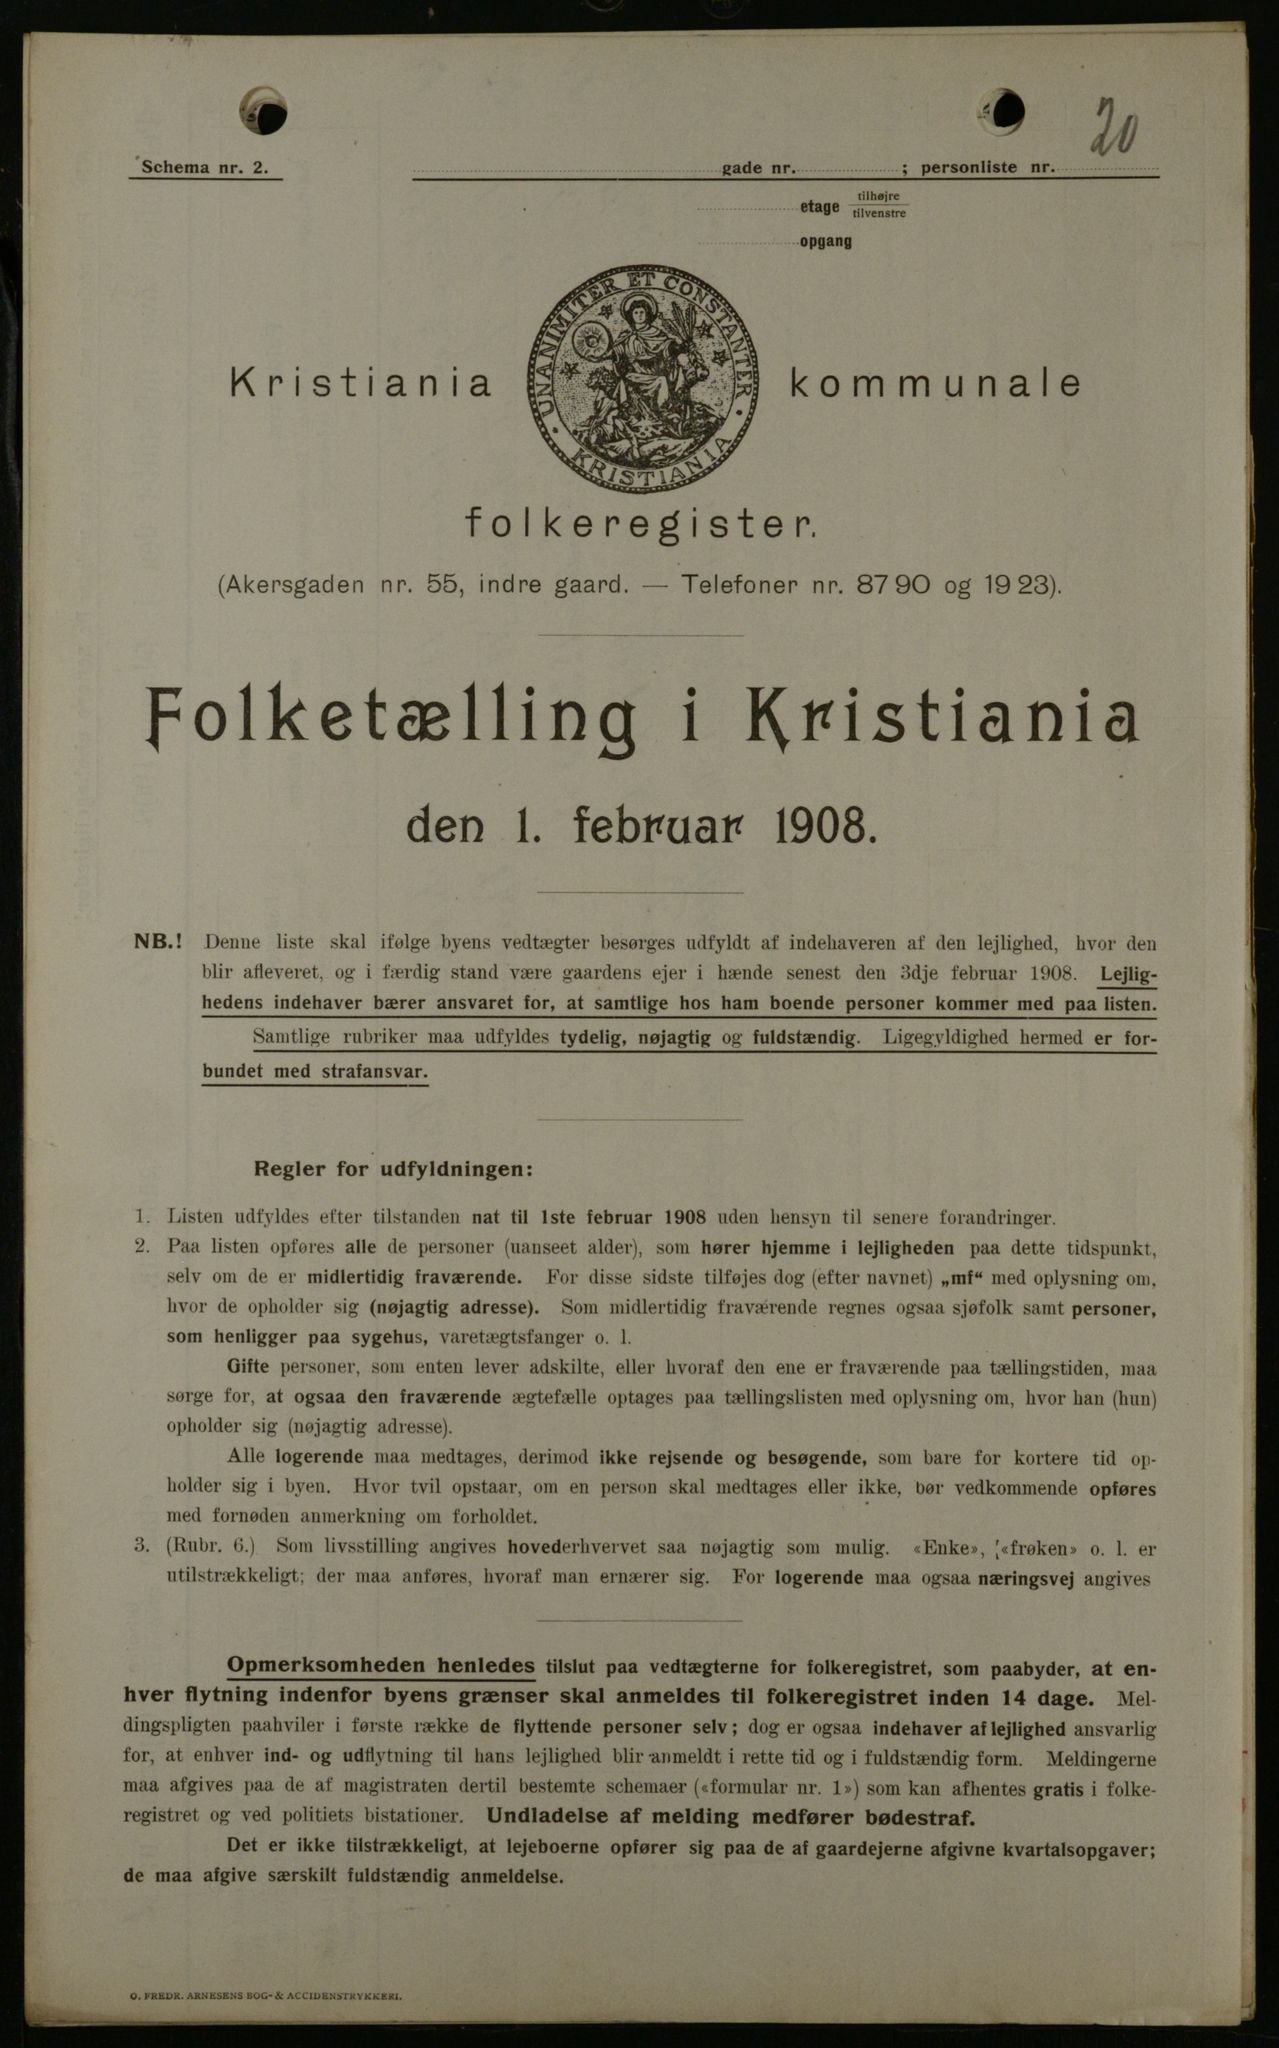 20
Schema nr. 2. gade nr. ; personliste nr.
etage tilhøjre
tilvenstre
opgang
UNANIMITER ET CONSTANTER
KRISTIANIA
Kristiania kommunale
folkeregister.
(Akersgaden nr. 55, indre gaard. — Telefoner nr. 87 90 og 19 23).
Folketælling i Kristiania
den 1. februar 1908.
NB.! Denne liste skal ifølge byens vedtægter besørges udfyldt af indehaveren af den lejlighed, hvor den
blir afleveret, og i færdig stand være gaardens ejer i hænde senest den 3dje februar 1908. Lejlig-
hedens indehaver bærer ansvaret for, at samtlige hos ham boende personer kommer med paa listen.
Samtlige rubriker maa udfyldes tydelig, nøjagtig og fuldstændig. Ligegyldighed hermed er for-
bundet med strafansvar.
Regler for udfyldningen:
1. Listen udfyldes efter tilstanden nat til 1ste februar 1908 uden hensyn til senere forandringer.
2. Paa listen opføres alle de personer (uanseet alder), som hører hjemme i lejligheden paa dette tidspunkt,
selv om de er midlertidig fraværende. For disse sidste tilføjes dog (efter navnet) „mf“ med oplysning om,
hvor de opholder sig (nøjagtig adresse). Som midlertidig fraværende regnes ogsaa sjøfolk samt personer,
som henligger paa sygehus, varetægtsfanger o. l.
Gifte personer, som enten lever adskilte, eller hvoraf den ene er fraværende paa tællingstiden, maa
sørge for, at ogsaa den fraværende ægtefælle optages paa tællingslisten med oplysning om, hvor han (hun)
opholder sig (nøjagtig adresse).
Alle logerende maa medtages, derimod ikke rejsende og besøgende, som bare for kortere tid op-
holder sig i byen. Hvor tvil opstaar, om en person skal medtages eller ikke, bør vedkommende opføres
med fornøden anmerkning om forholdet.
3. (Rubr. 6.) Som livsstilling angives hovederhvervet saa nøjagtig som mulig. «Enke», «frøken» o. l. er
utilstrækkeligt; der maa anføres, hvoraf man ernærer sig. For logerende maa ogsaa næringsvej angives
Opmerksomheden henledes tilslut paa vedtægterne for folkeregistret, som paabyder, at en-
hver flytning indenfor byens grænser skal anmeldes til folkeregistret inden 14 dage. Mel-
dingspligten paahviler i første række de flyttende personer selv; dog er ogsaa indehaver af lejlighed ansvarlig
for, at enhver ind- og udflytning til hans lejlighed blir anmeldt i rette tid og i fuldstændig form. Meldingerne
maa afgives paa de af magistraten dertil bestemte schemaer («formular nr. 1») som kan afhentes gratis i folke-
registret og ved politiets bistationer. Undladelse af melding medfører bødestraf.
Det er ikke tilstrækkeligt, at lejeboerne opfører sig paa de af gaardejerne afgivne kvartalsopgaver;
de maa afgive særskilt fuldstændig anmeldelse.
O. FREDR. ARNESENS BOG- & ACCIDENSTRYKKERI.